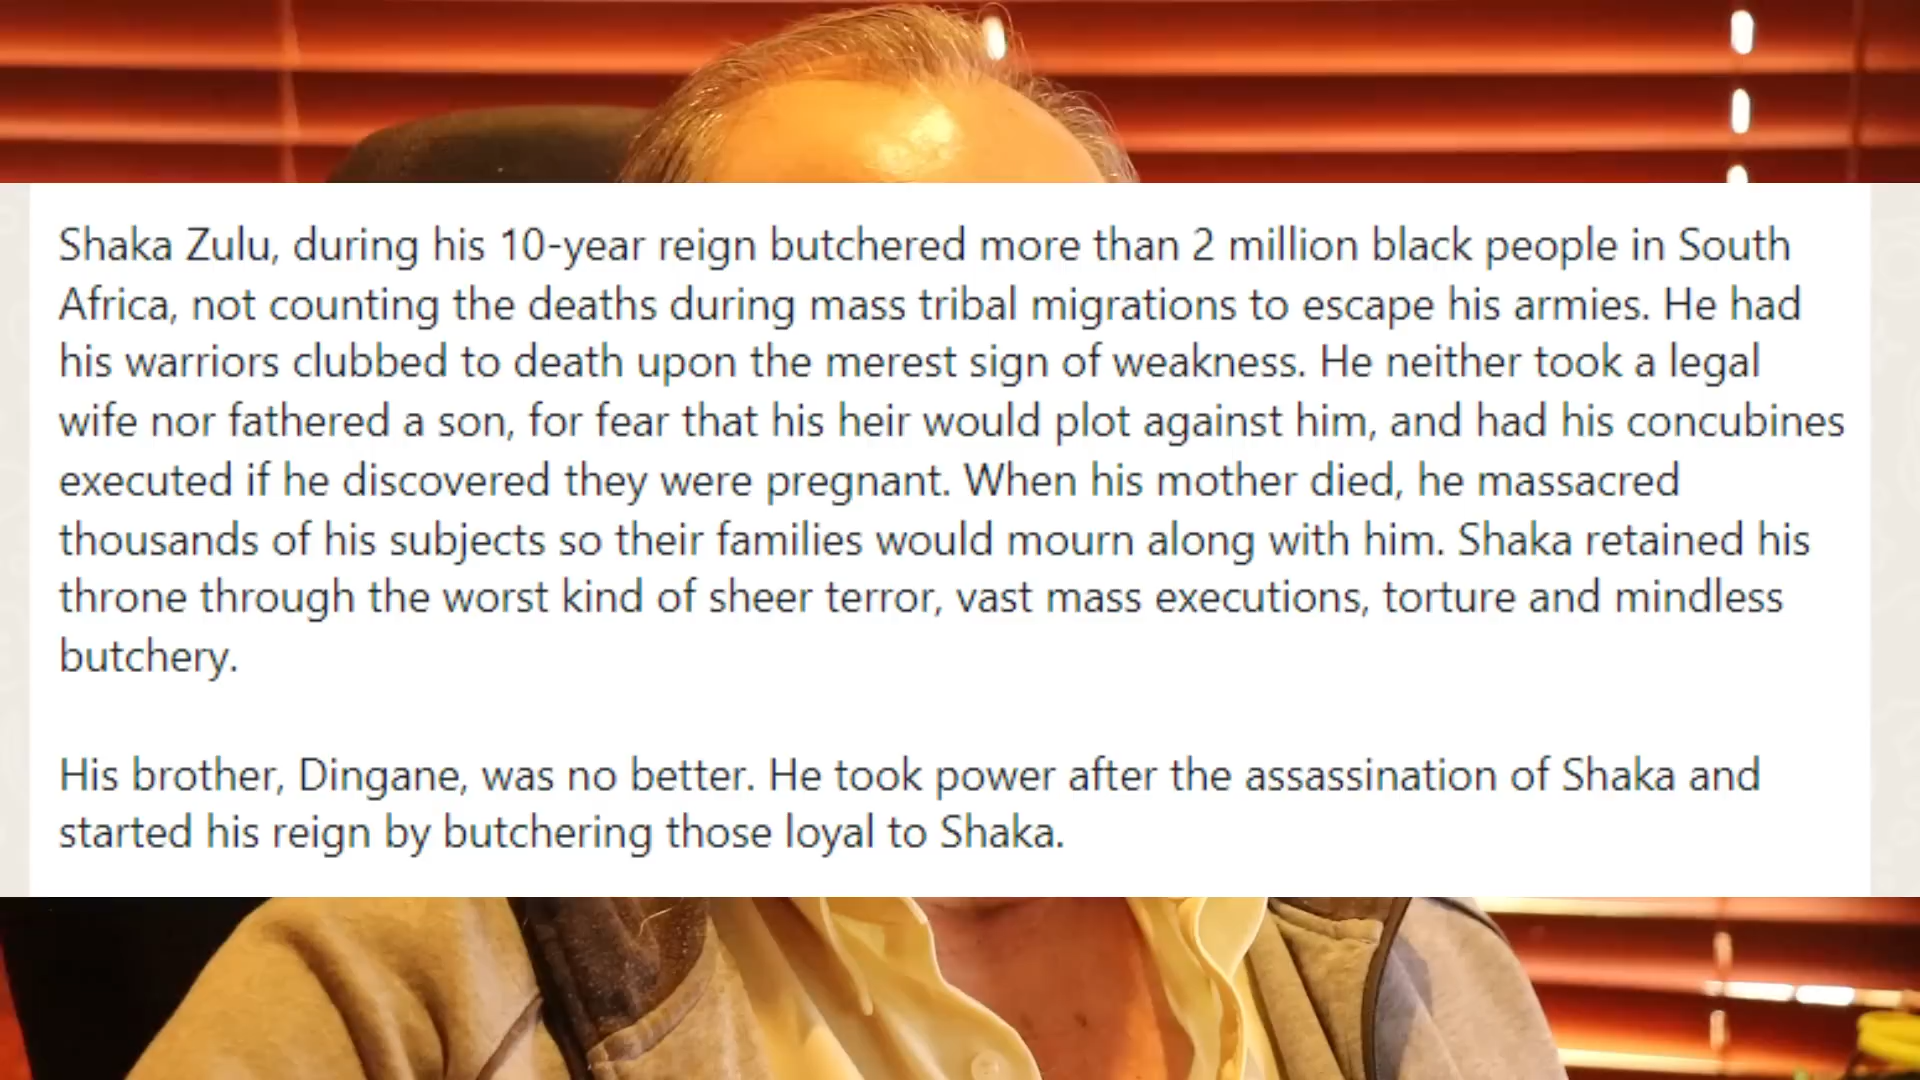 Shaka Zulu, during his 10-year reign butchered more than 2 million black people in South
Africa, not counting the deaths during mass tribal migrations to escape his armies. He had
his warriors clubbed to death upon the merest sign of weakness. He neither took a legal
wife nor fathered a son, for fear that his heir would plot against him, and had his concubines
executed if he discovered they were pregnant. When his mother died, he massacred
thousands of his subjects so their families would mourn along with him. Shaka retained his
throne through the worst kind of sheer terror, vast mass executions, torture and mindless
butchery.
His brother, Dingane, was no better. He took power after the assassination of Shaka and
started his reign by butchering those loyal to Shaka.